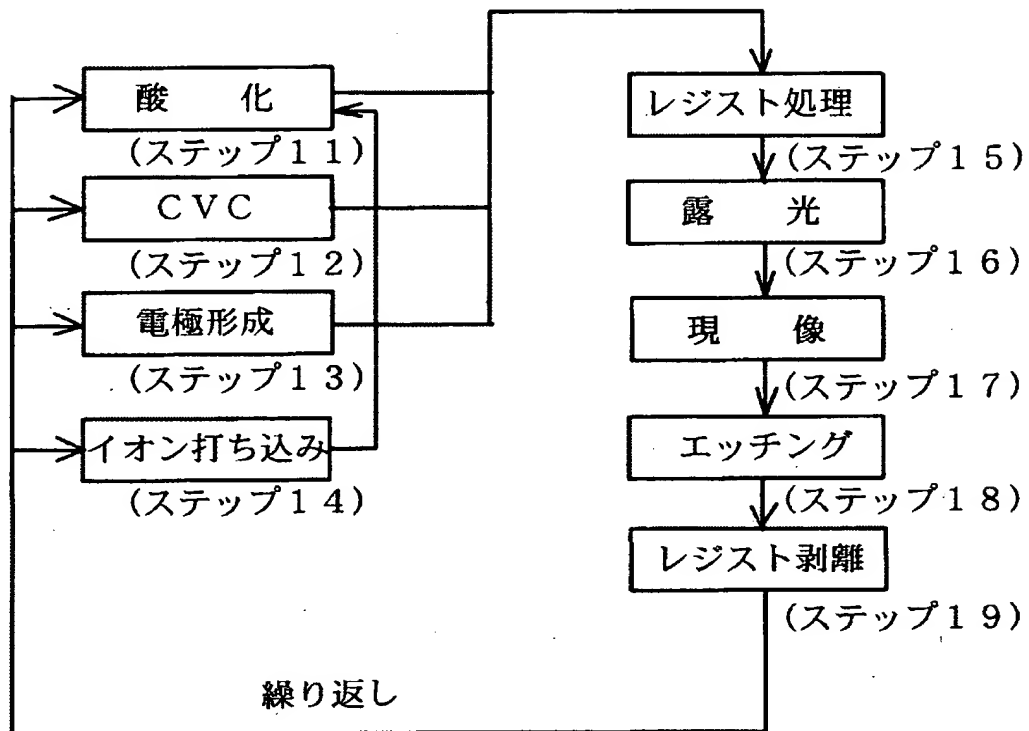 酸　　化
(ステップ11)
CVC
(ステップ12)
電極形成
(ステップ13)
イオン打ち込み
(ステップ14)
レジスト処理
(ステップ15)
露　　光
(ステップ16)
現　　像
(ステップ17)
エッチング
(ステップ18)
レジスト剥離
(ステップ19)
繰り返し